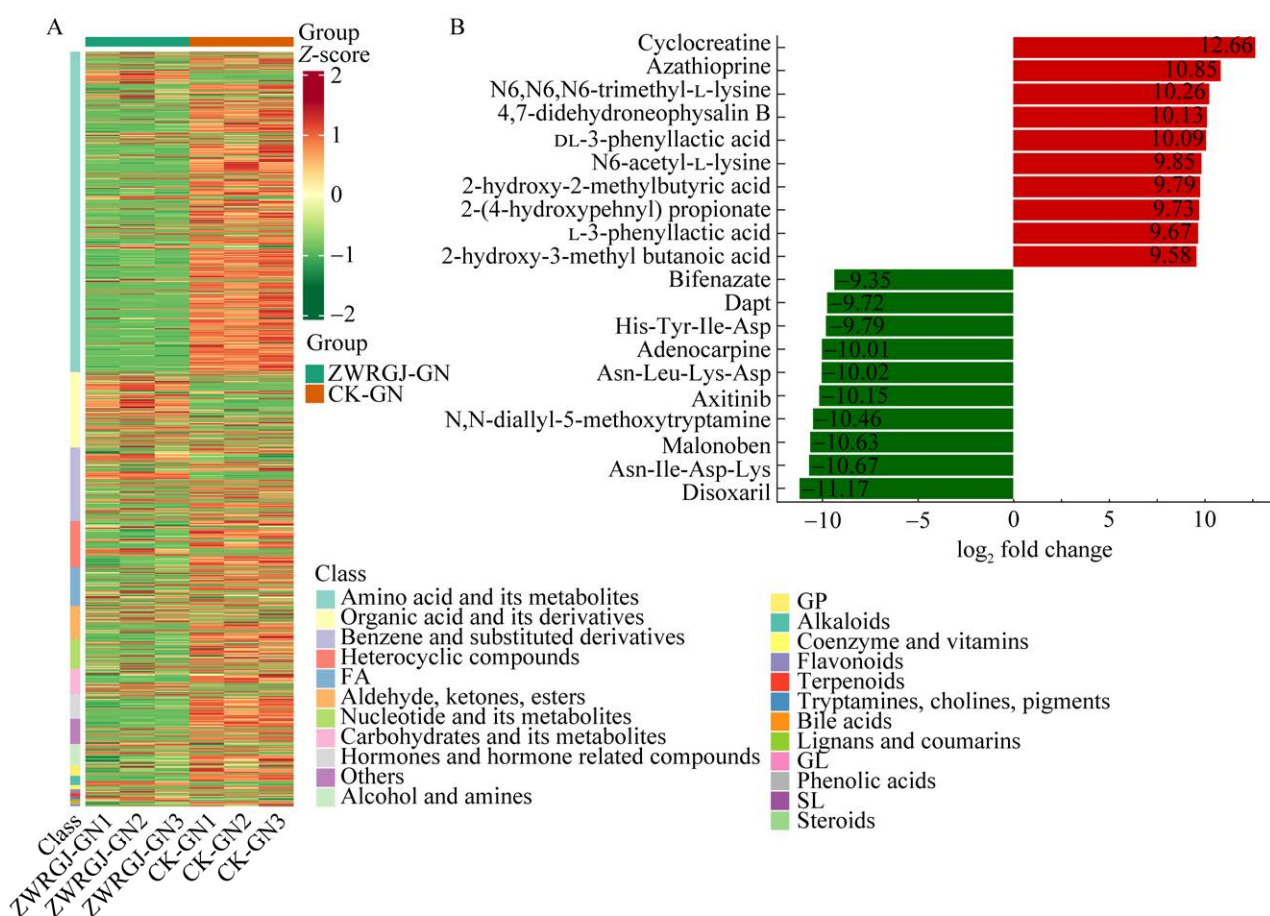 A
Group
Z-score
2
1
0
−1
−2
Group
ZWRGJ-GN
CK-GN
Class
ZWRGJ-GN1
ZWRGJ-GN2
ZWRGJ-GN3
CK-GN1
CK-GN2
CK-GN3
B
Cyclocreatine 12.66
Azathioprine 10.85
N6,N6,N6-trimethyl-L-lysine 10.26
4,7-didehydroneophysalin B 10.13
DL-3-phenyllactic acid 10.09
N6-acetyl-L-lysine 9.85
2-hydroxy-2-methylbutyric acid 9.79
2-(4-hydroxypehnyl) propionate 9.73
L-3-phenyllactic acid 9.67
2-hydroxy-3-methyl butanoic acid 9.58
Bifenazate −9.35
Dapt −9.72
His-Tyr-Ile-Asp −9.79
Adenocarpine −10.01
Asn-Leu-Lys-Asp −10.02
Axitinib −10.15
N,N-diallyl-5-methoxytryptamine −10.46
Malonoben −10.63
Asn-Ile-Asp-Lys −10.67
Disoxaril −11.17
−10 −5 0 5 10
log2 fold change
Class
Amino acid and its metabolites
Organic acid and its derivatives
Benzene and substituted derivatives
Heterocyclic compounds
FA
Aldehyde, ketones, esters
Nucleotide and its metabolites
Carbohydrates and its metabolites
Hormones and hormone related compounds
Others
Alcohol and amines
GP
Alkaloids
Coenzyme and vitamins
Flavonoids
Terpenoids
Tryptamines, cholines, pigments
Bile acids
Lignans and coumarins
GL
Phenolic acids
SL
Steroids